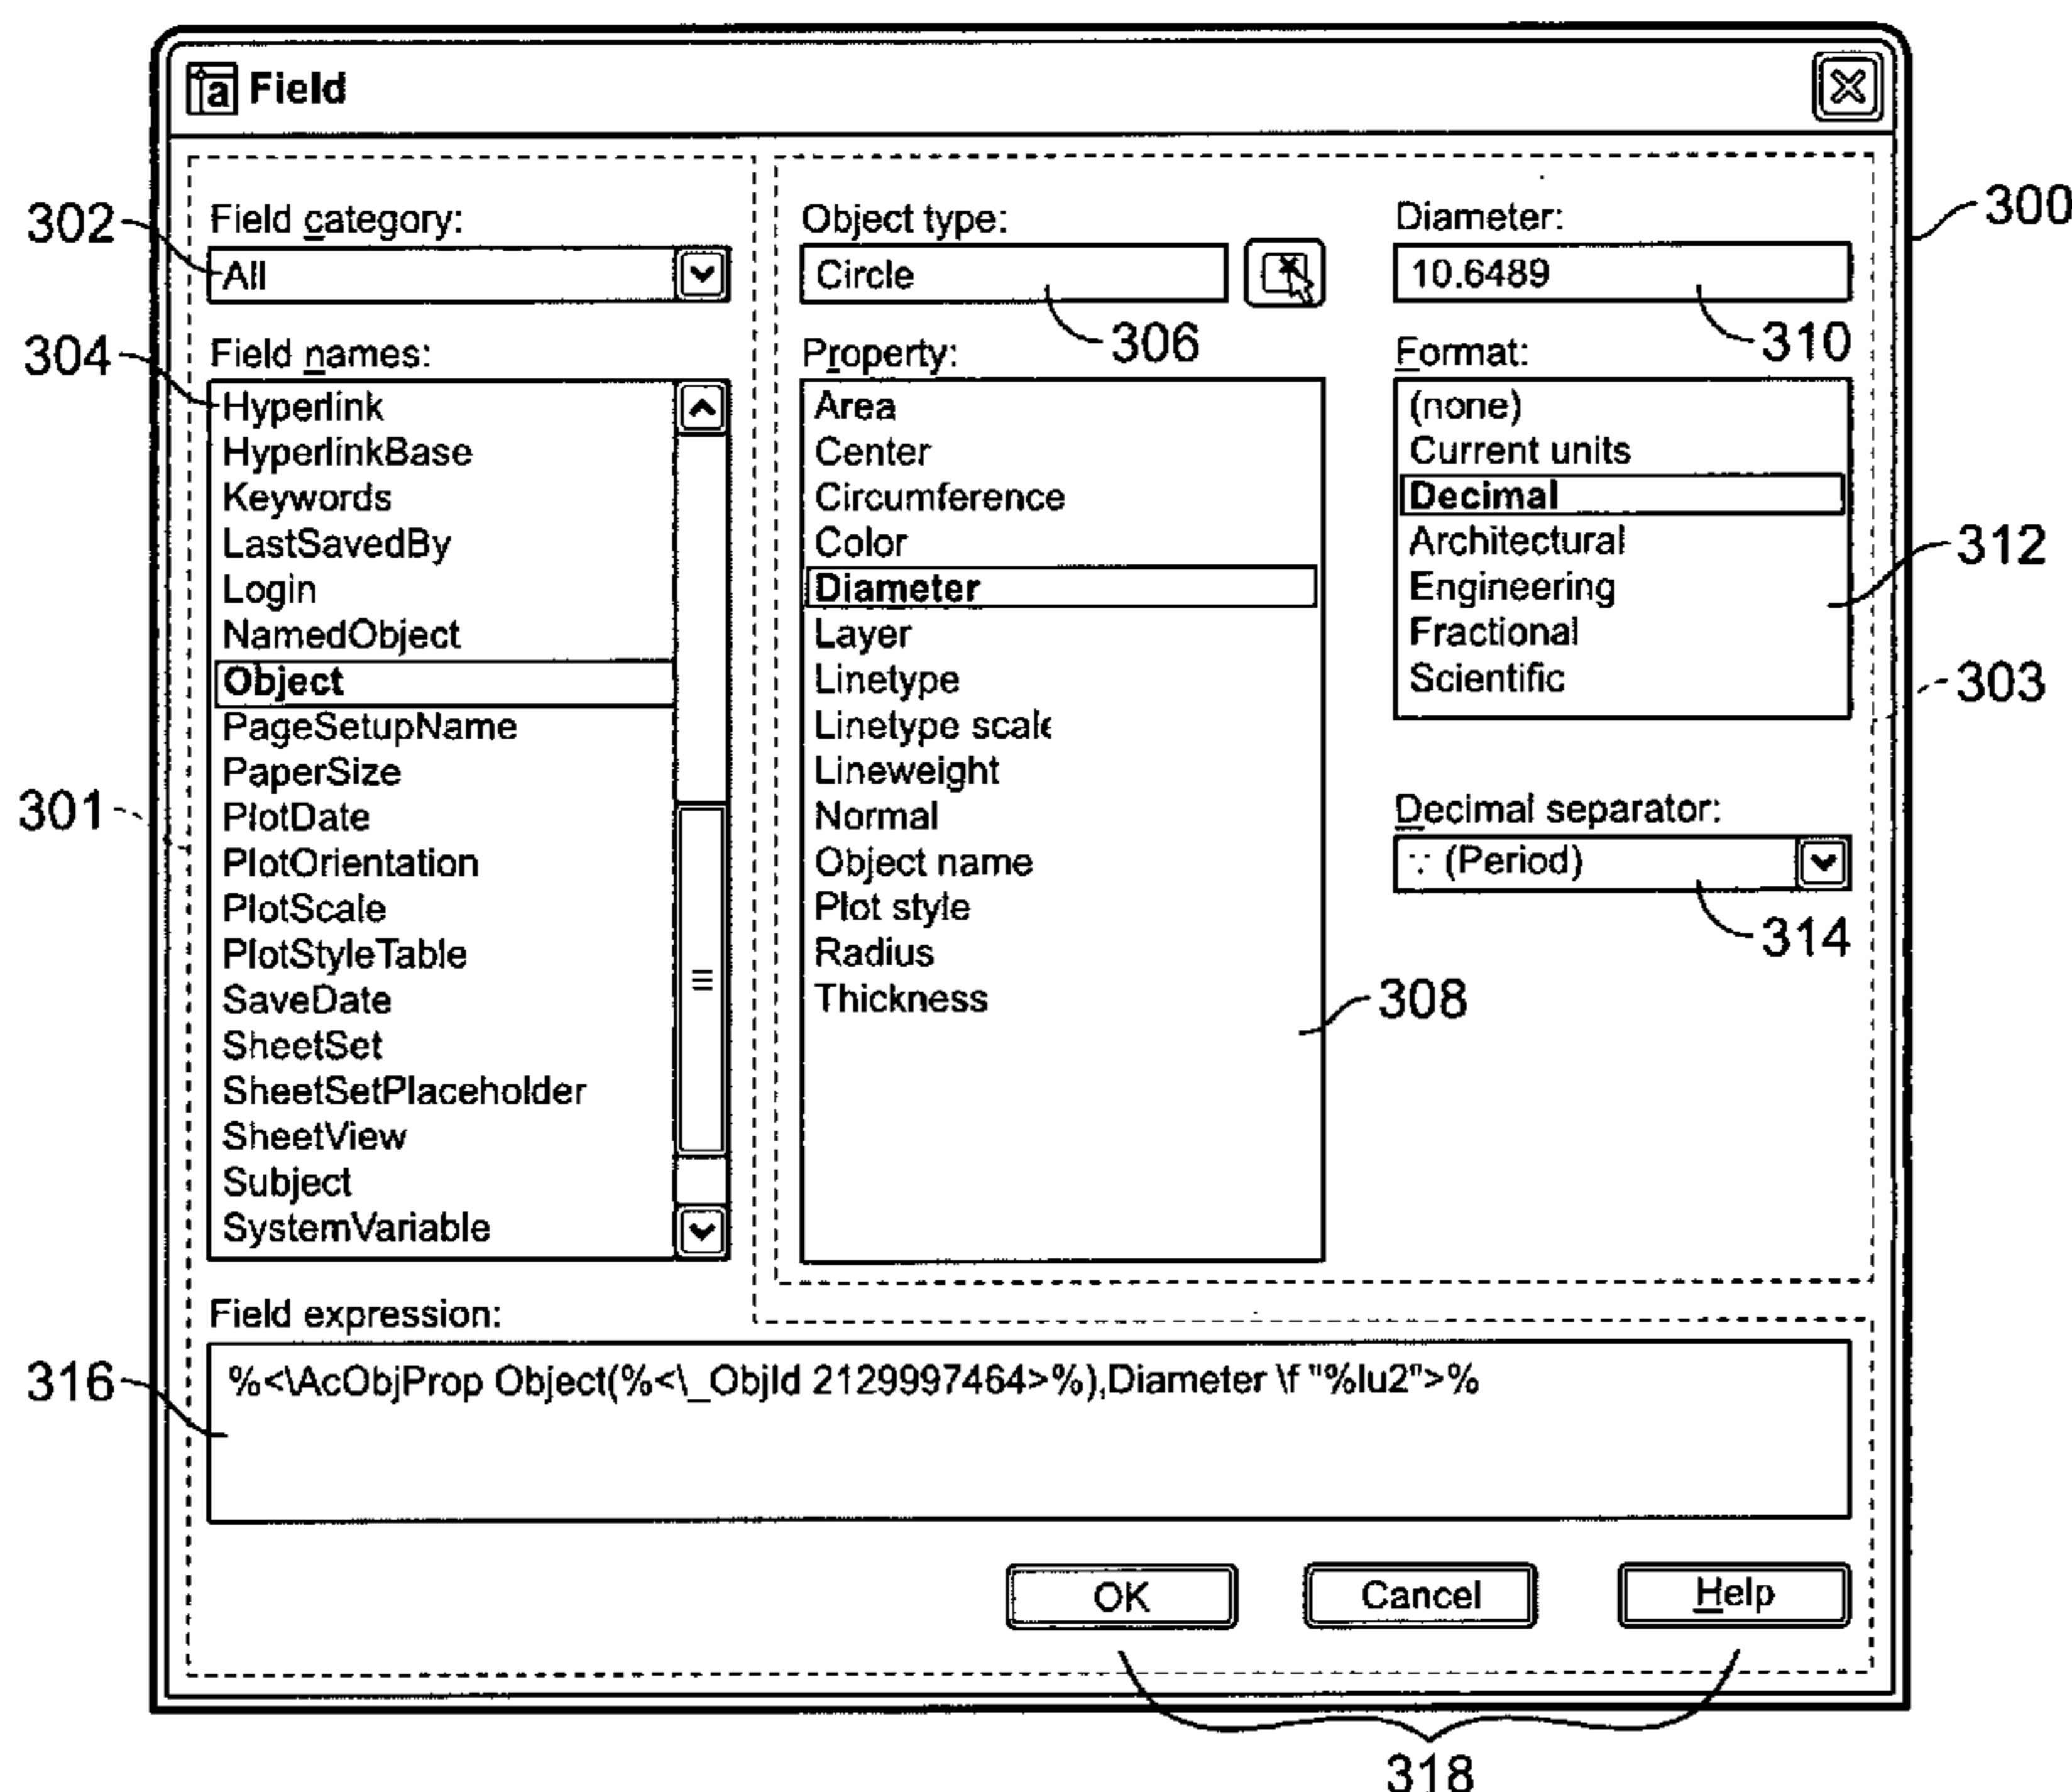 a Field
302
Field category:
All
304
Field names:
Hyperlink
HyperlinkBase
Keywords
LastSavedBy
Login
NamedObject
Object
PageSetupName
PaperSize
PlotDate
PlotOrientation
PlotScale
PlotStyleTable
SaveDate
SheetSet
SheetSetPlaceholder
SheetView
Subject
SystemVariable
301
Object type:
Circle
306
Property:
Area
Center
Circumference
Color
Diameter
Layer
Linetype
Linetype scale
Lineweight
Normal
Object name
Plot style
Radius
Thickness
308
Diameter:
10.6489
310
300
Format:
(none)
Current units
Decimal
Architectural
Engineering
Fractional
Scientific
312
303
Decimal separator:
(Period)
314
Field expression:
316
%<\AcObjProp Object(%<\_ObjId 2129997464>%),Diameter \f "%lu2">%
OK Cancel Help
318